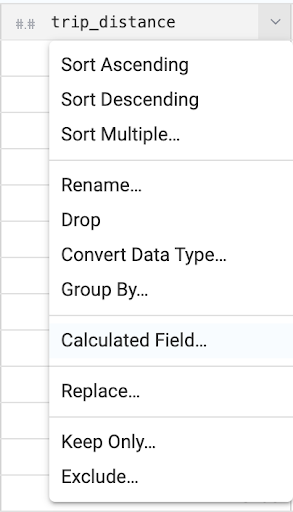 #.# trip_distance
Sort Ascending
Sort Descending
Sort Multiple...
Rename...
Drop
Convert Data Type...
Group By...
Calculated Field...
Replace...
Keep Only...
Exclude...